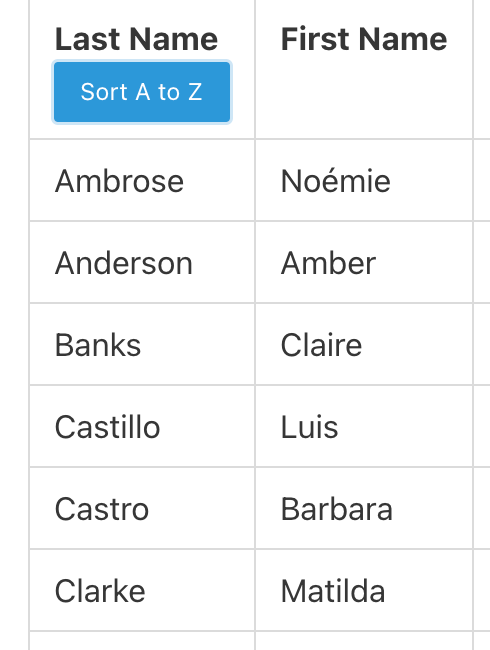 Last Name First Name
Sort A to Z
Ambrose Noémie
Anderson Amber
Banks Claire
Castillo Luis
Castro Barbara
Clarke Matilda